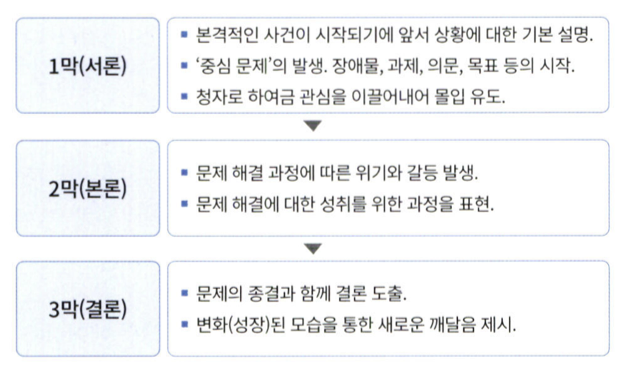 1막(서론)
본격적인 사건이 시작되기에 앞서 상황에 대한 기본 설명.
‘중심 문제’의 발생. 장애물, 과제, 의문, 목표 등의 시작.
청자로 하여금 관심을 이끌어내어 몰입 유도.
2막(본론)
문제 해결 과정에 따른 위기와 갈등 발생.
문제 해결에 대한 성취를 위한 과정을 표현.
3막(결론)
문제의 종결과 함께 결론 도출.
변화(성장)된 모습을 통한 새로운 깨달음 제시.